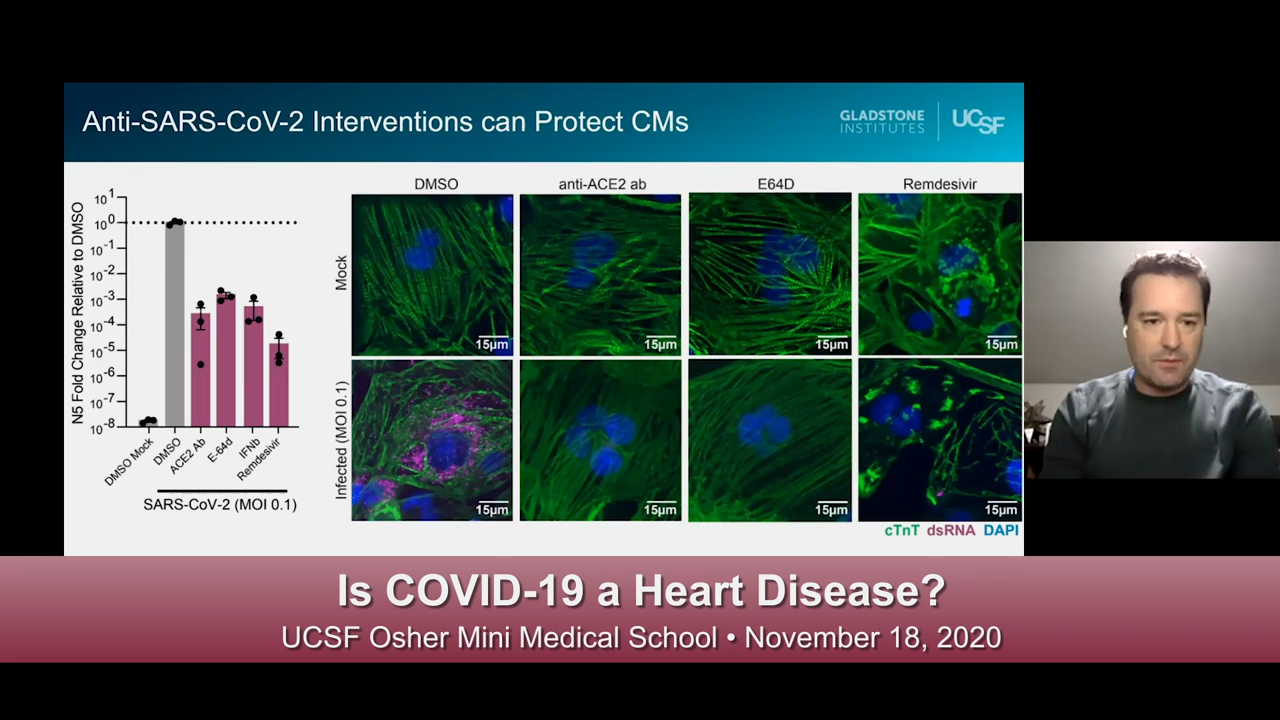 Anti-SARS-CoV-2 Interventions can Protect CMs
GLADSTONE
INSTITUTES
UCSF
N5 Fold Change Relative to DMSO
10^1
10^0
10^-1
10^-2
10^-3
10^-4
10^-5
10^-6
10^-7
10^-8
DMSO Mock
DMSO
ACE2 Ab
E-64d
IFNb
Remdesivir
SARS-CoV-2 (MOI 0.1)
DMSO
anti-ACE2 ab
E64D
Remdesivir
Mock
15µm
15µm
15µm
15µm
Infected (MOI 0.1)
15µm
15µm
15µm
15µm
cTnT dsRNA DAPI
Is COVID-19 a Heart Disease?
UCSF Osher Mini Medical School • November 18, 2020